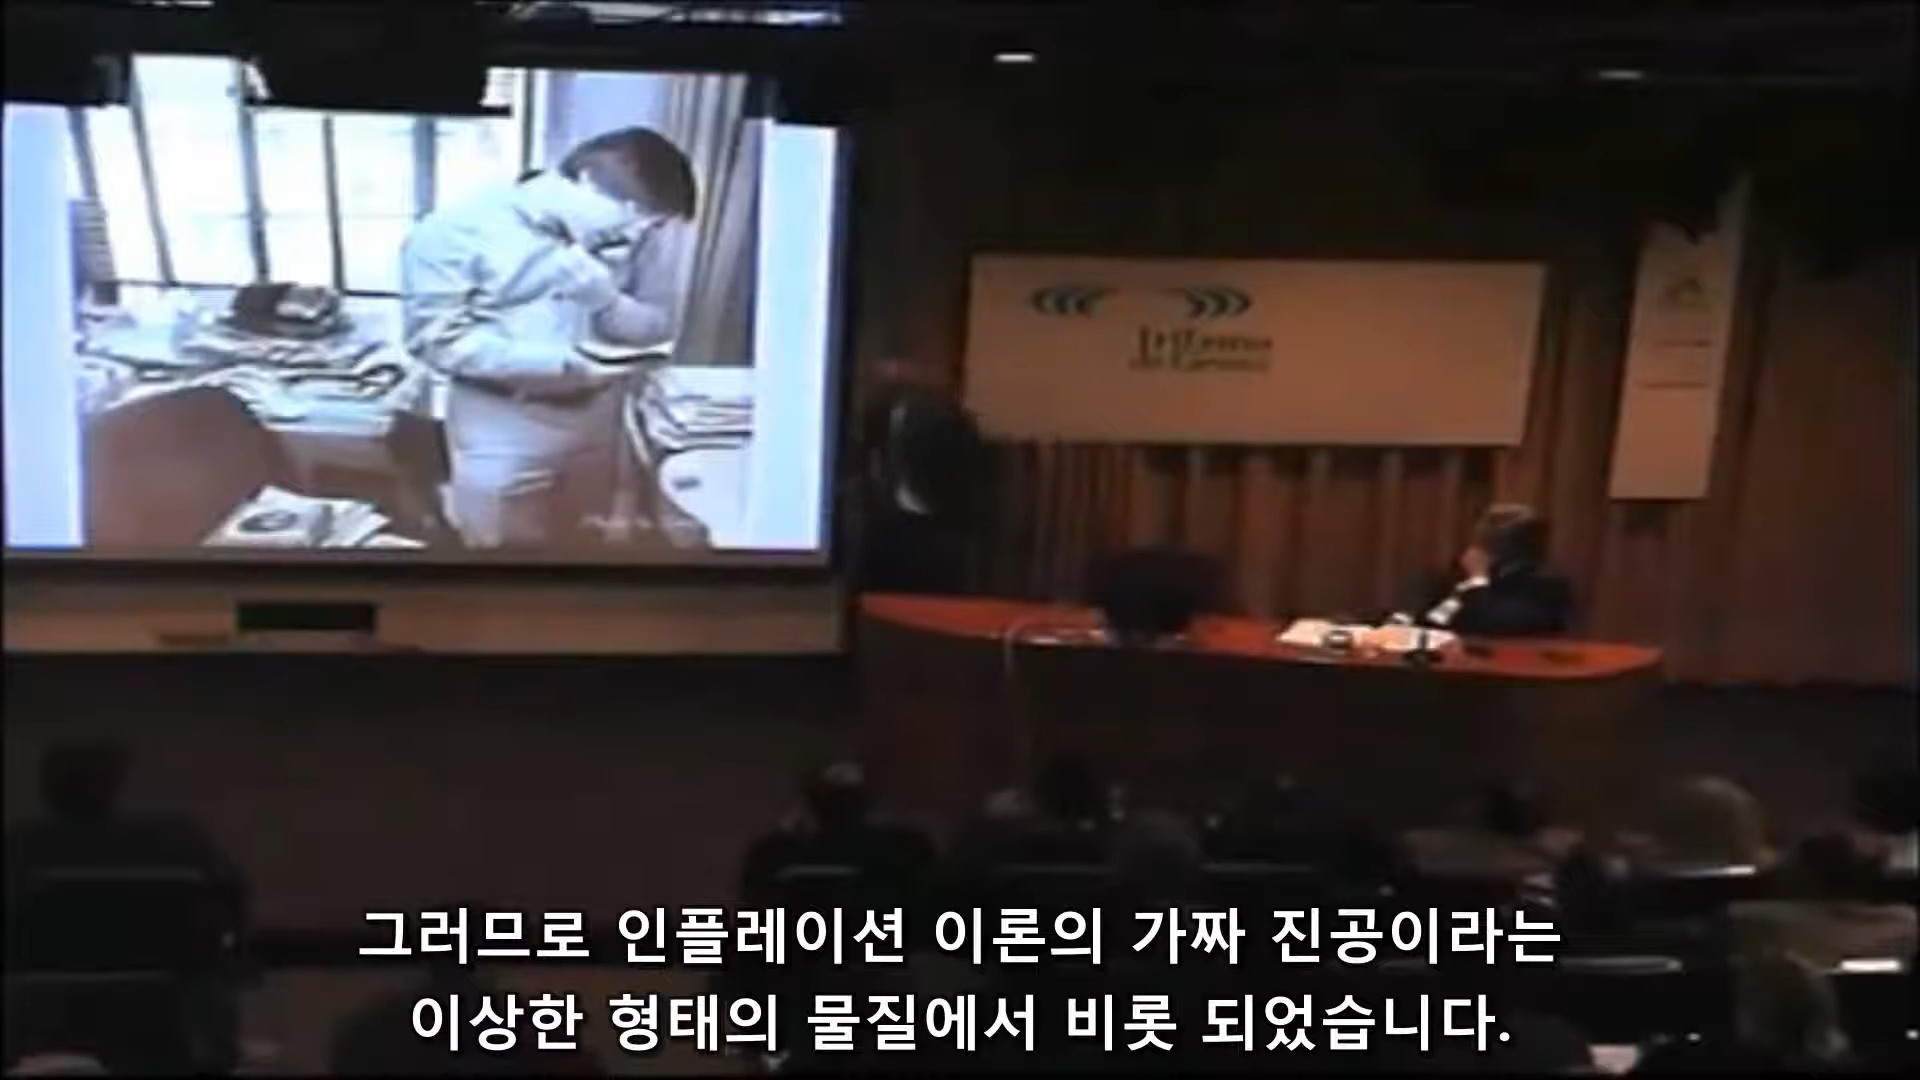 그러므로 인플레이션 이론의 가짜 진공이라는
이상한 형태의 물질에서 비롯 되었습니다.